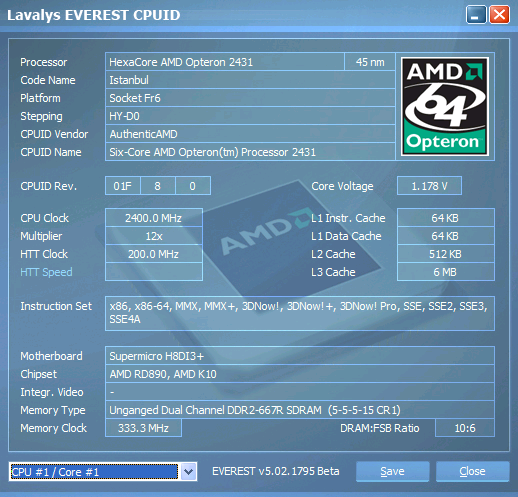 Lavalys EVEREST CPUID
Processor HexaCore AMD Opteron 2431 45 nm
Code Name Istanbul
Platform Socket Fr6
Stepping HY-D0
CPUID Vendor AuthenticAMD
CPUID Name Six-Core AMD Opteron(tm) Processor 2431
AMD
64
Opteron
CPUID Rev. 01F 8 0 Core Voltage 1.178 V
CPU Clock 2400.0 MHz L1 Instr. Cache 64 KB
Multiplier 12x L1 Data Cache 64 KB
HTT Clock 200.0 MHz L2 Cache 512 KB
HTT Speed L3 Cache 6 MB
AMD
Instruction Set x86, x86-64, MMX, MMX+, 3DNow!, 3DNow!+, 3DNow! Pro, SSE, SSE2, SSE3,
SSE4A
Motherboard Supermicro H8DI3+
Chipset AMD RD890, AMD K10
Integr. Video -
Memory Type Unganged Dual Channel DDR2-667R SDRAM (5-5-5-15 CR1)
Memory Clock 333.3 MHz DRAM:FSB Ratio 10:6
CPU #1 / Core #1 EVEREST v5.02.1795 Beta Save Close